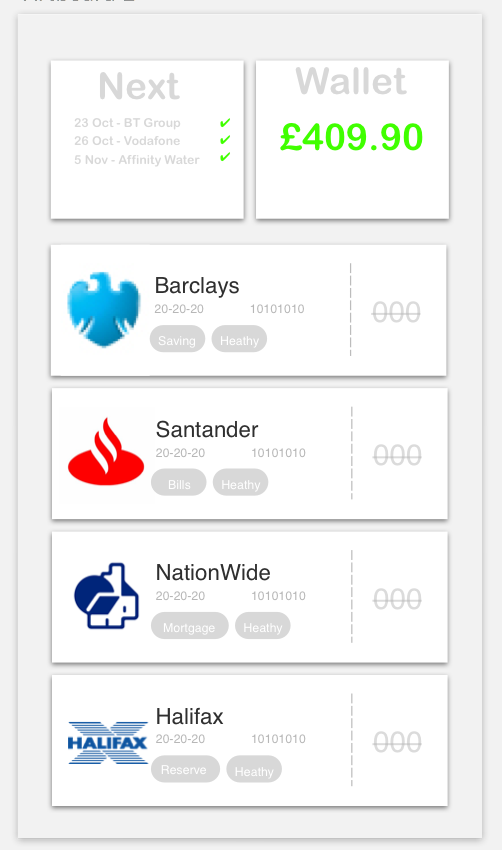 Next
23 Oct - BT Group ✔
26 Oct - Vodafone ✔
5 Nov - Affinity Water ✔
Wallet
£409.90
Barclays
20-20-20 10101010
Saving Heathy
000
Santander
20-20-20 10101010
Bills Heathy
000
NationWide
20-20-20 10101010
Mortgage Heathy
000
HALIFAX
Halifax
20-20-20 10101010
Reserve Heathy
000